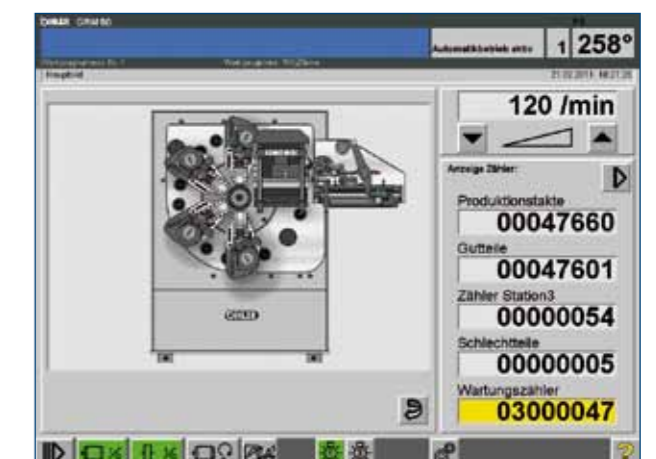 Automatikbetrieb aktiv
1 258°
Hauptbild
120 /min
Anzeige Zähler:
Produktionstakte
00047660
Gutteile
00047601
Zähler Station3
00000054
Schlechtteile
00000005
Wartungszähler
03000047
?